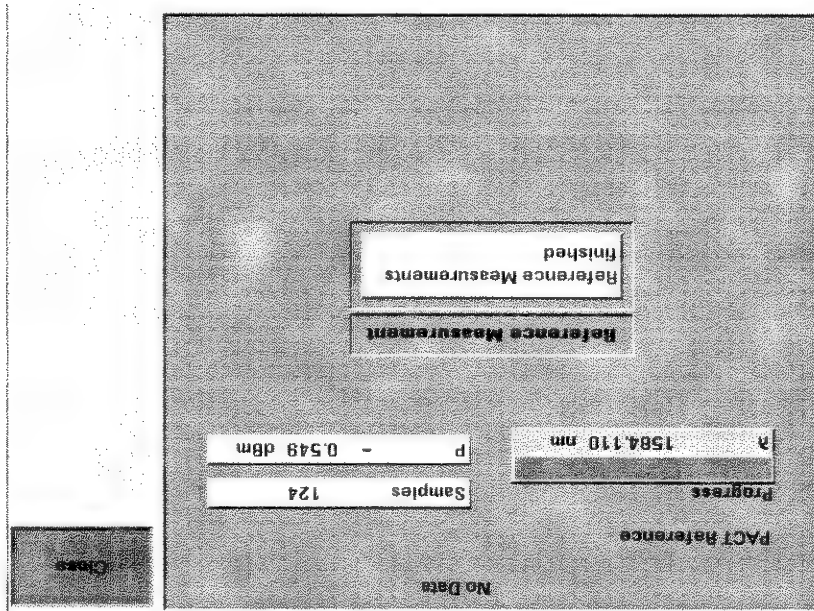 No Data
PACT Reference
Close
Progress
Samples 124
λ 1584.110 nm
P - 0.549 dBm
Reference Measurement
Reference Measurements
finished